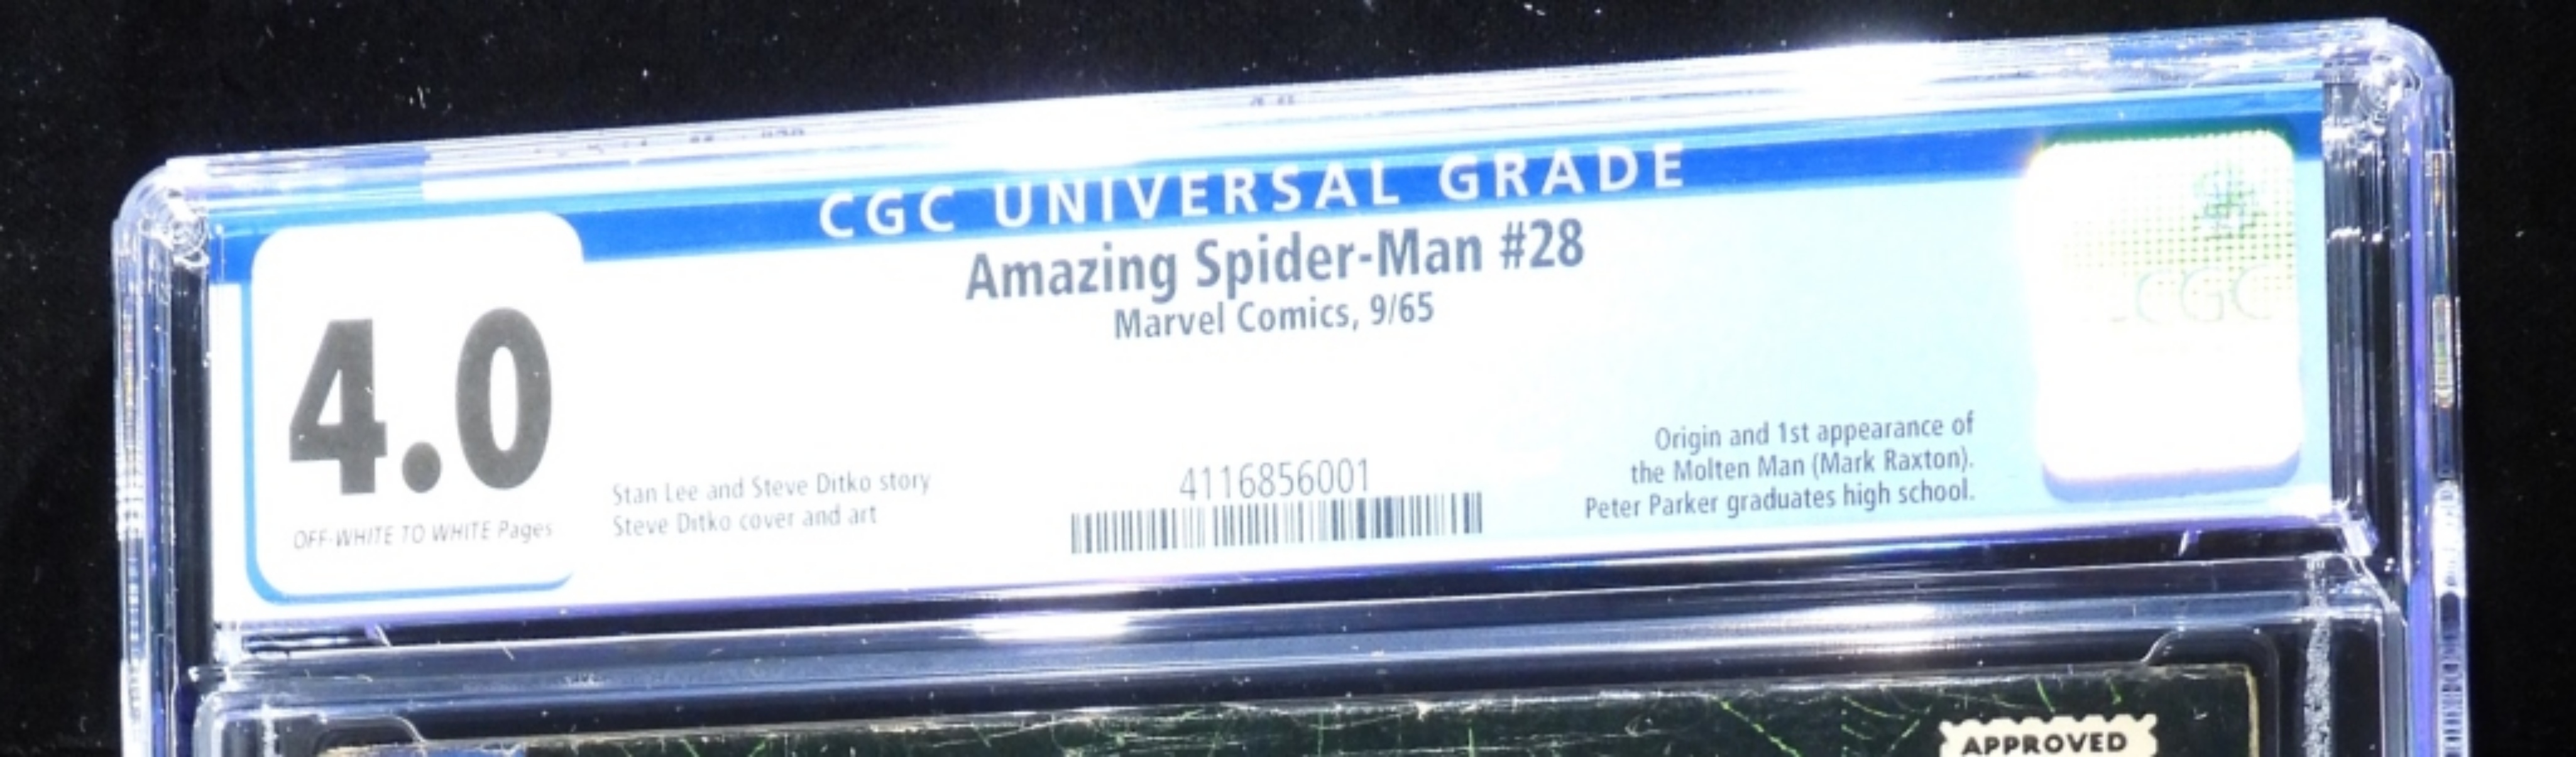 CGC UNIVERSAL GRADE
Amazing Spider-Man #28
Marvel Comics, 9/65
4.0
OFF-WHITE TO WHITE Pages
Stan Lee and Steve Ditko story
Steve Ditko cover and art
4116856001
Origin and 1st appearance of
the Molten Man (Mark Raxton).
Peter Parker graduates high school.
CGC
APPROVED